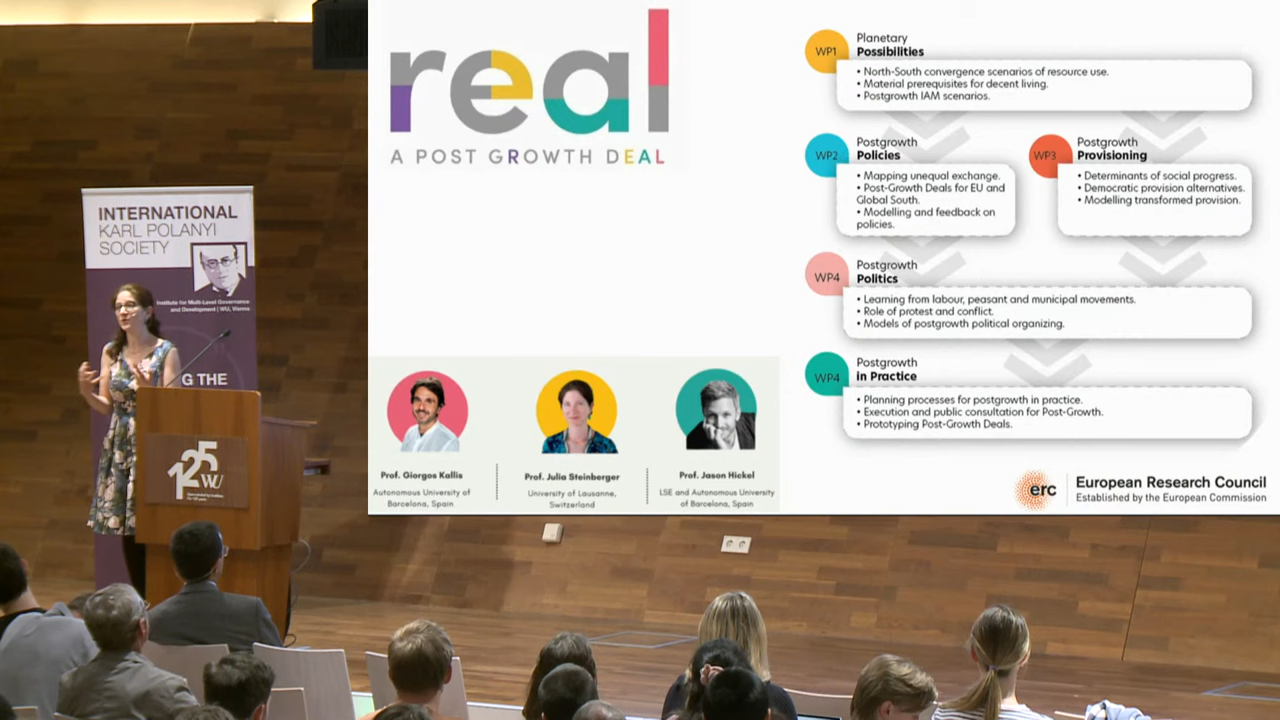 INTERNATIONAL
KARL POLANYI
SOCIETY
Institute for Multi-Level Governance
and Development | WU, Vienna
G THE
125
WU
real
A POST GROWTH DEAL
Prof. Giorgos Kallis
Autonomous University of
Barcelona, Spain
Prof. Julia Steinberger
University of Lausanne,
Switzerland
Prof. Jason Hickel
LSE and Autonomous University
of Barcelona, Spain
WP1
Planetary
Possibilities
• North-South convergence scenarios of resource use.
• Material prerequisites for decent living.
• Postgrowth IAM scenarios.
WP2
Postgrowth
Policies
• Mapping unequal exchange.
• Post-Growth Deals for EU and
Global South.
• Modelling and feedback on
policies.
WP3
Postgrowth
Provisioning
• Determinants of social progress.
• Democratic provision alternatives.
• Modelling transformed provision.
WP4
Postgrowth
Politics
• Learning from labour, peasant and municipal movements.
• Role of protest and conflict.
• Models of postgrowth political organizing.
WP4
Postgrowth
in Practice
• Planning processes for postgrowth in practice.
• Execution and public consultation for Post-Growth.
• Prototyping Post-Growth Deals.
erc
European Research Council
Established by the European Commission